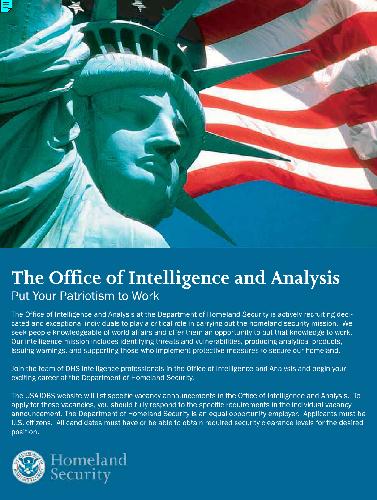 The Office of Intelligence and Analysis
Put Your Patriotism to Work
The Office of Intelligence and Analysis at the Department of Homeland Security is actively recruiting dedi-
cated and exceptional individuals to play a critical role in carrying out the homeland security mission. We
seek people knowledgeable of world affairs and offer them an opportunity to put that knowledge to work.
Our intelligence mission includes identifying threats and vulnerabilities, producing analytical products,
issuing warnings, and supporting those who implement protective measures to secure our homeland.
Join the team of DHS intelligence professionals in the Office of Intelligence and Analysis and begin your
exciting career at the Department of Homeland Security.
The USAJOBS website will list specific vacancy announcements in the Office of Intelligence and Analysis. To
apply for those vacancies, you should fully respond to the specific requirements in the individual vacancy
announcement. The Department of Homeland Security is an equal opportunity employer. Applicants must be
U.S. citizens. All candidates must have or be able to obtain required security clearance levels for the desired
position.
Homeland
Security